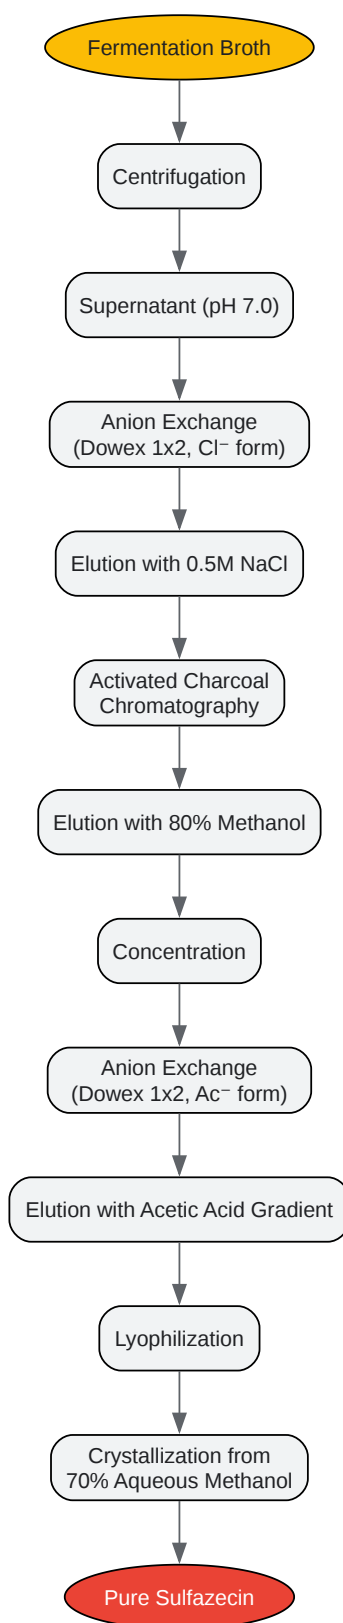 Fermentation Broth
Centrifugation
Supernatant (pH 7.0)
Anion Exchange
(Dowex 1x2, Cl⁻ form)
Elution with 0.5M NaCl
Activated Charcoal
Chromatography
Elution with 80% Methanol
Concentration
Anion Exchange
(Dowex 1x2, Ac⁻ form)
Elution with Acetic Acid Gradient
Lyophilization
Crystallization from
70% Aqueous Methanol
Pure Sulfazecin